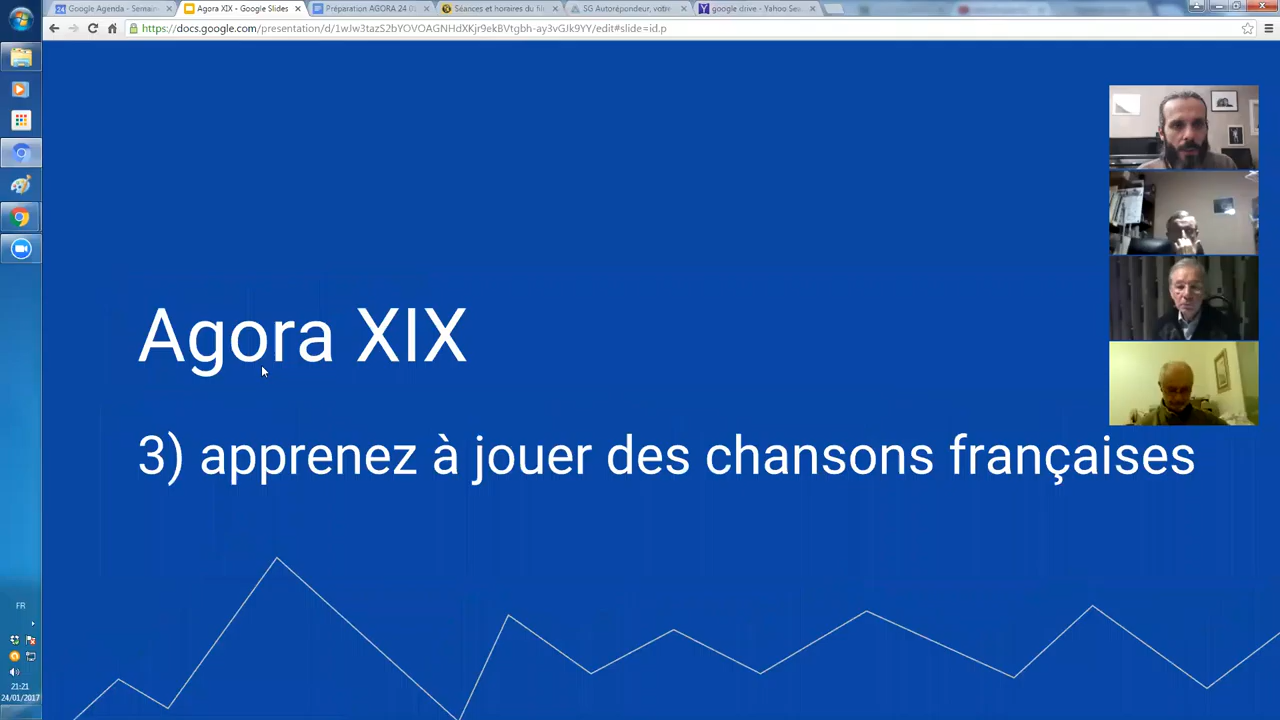 Google Agenda - Semain
Agora XIX - Google Slides
Préparation AGORA 24 0
Séances et horaires du fil
SG Autorépondeur, votre
google drive - Yahoo Sea
https://docs.google.com/presentation/d/1wJw3tazS2bYOVOAGNHdXKjr9ekBVtgbh-ay3vGJk9YY/edit#slide=id.p
Agora XIX
3) apprenez à jouer des chansons françaises
FR
21:21
24/01/2017